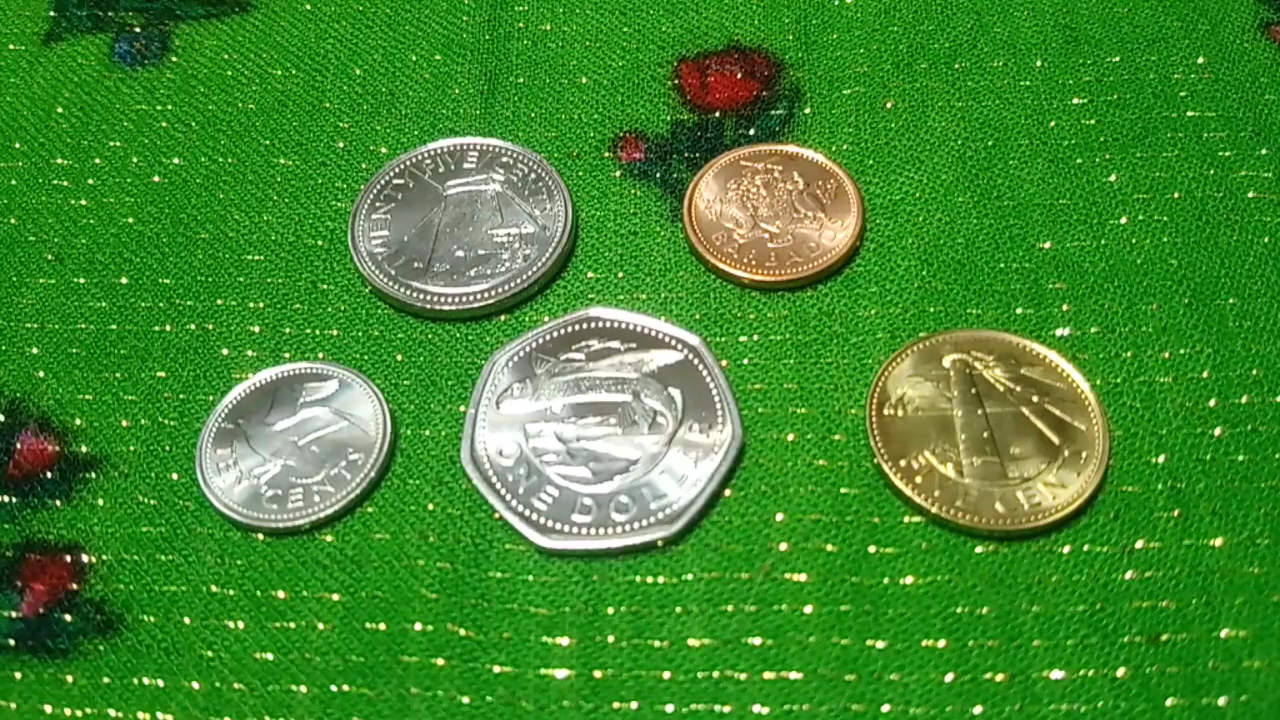 TWENTY FIVE CENTS
BARBADOS
TEN CENTS
ONE DOLLAR
FIVE CENTS